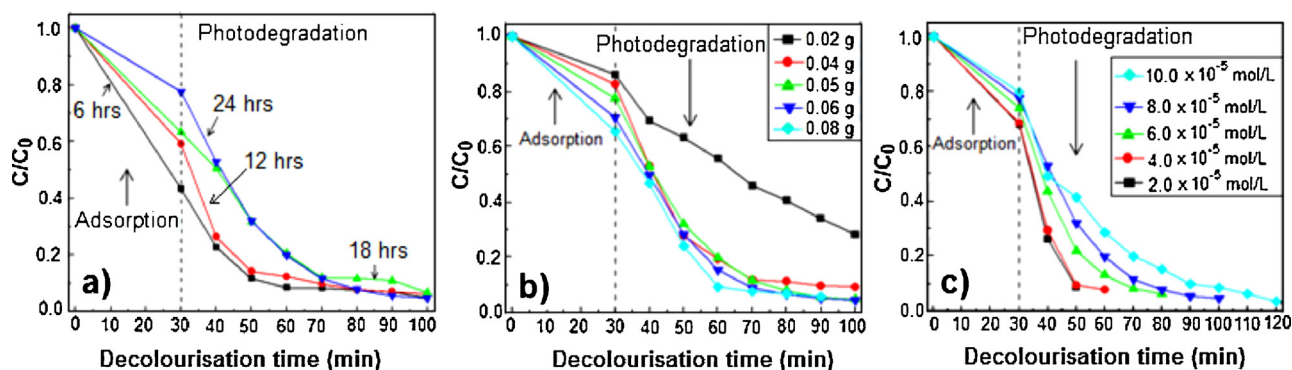 Photodegradation
6 hrs
24 hrs
12 hrs
18 hrs
Adsorption
a)
C/C0
1.0
0.8
0.6
0.4
0.2
0.0
0 10 20 30 40 50 60 70 80 90 100
Decolourisation time (min)
Photodegradation
Adsorption
0.02 g
0.04 g
0.05 g
0.06 g
0.08 g
b)
C/C0
1.0
0.8
0.6
0.4
0.2
0.0
0 10 20 30 40 50 60 70 80 90 100
Decolourisation time (min)
Photodegradation
Adsorption
10.0 x 10-5 mol/L
8.0 x 10-5 mol/L
6.0 x 10-5 mol/L
4.0 x 10-5 mol/L
2.0 x 10-5 mol/L
c)
C/C0
1.0
0.8
0.6
0.4
0.2
0.0
0 10 20 30 40 50 60 70 80 90 100 110 120
Decolourisation time (min)